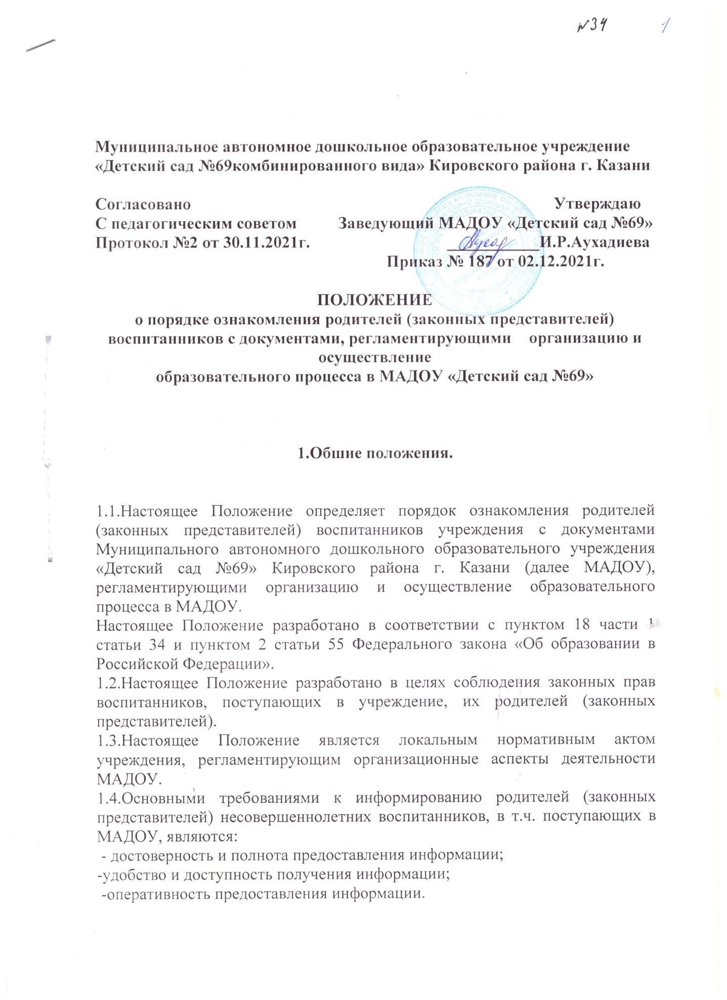 №34 1
Муниципальное автономное дошкольное образовательное учреждение
«Детский сад №69комбинированного вида» Кировского района г. Казани
Согласовано Утверждаю
С педагогическим советом Заведующий МАДОУ «Детский сад №69»
Протокол №2 от 30.11.2021г. ___________И.Р.Аухадиева
Приказ № 187 от 02.12.2021г.
ПОЛОЖЕНИЕ
о порядке ознакомления родителей (законных представителей)
воспитанников с документами, регламентирующими организацию и
осуществление
образовательного процесса в МАДОУ «Детский сад №69»
1.Обшие положения.
1.1.Настоящее Положение определяет порядок ознакомления родителей
(законных представителей) воспитанников учреждения с документами
Муниципального автономного дошкольного образовательного учреждения
«Детский сад №69» Кировского района г. Казани (далее МАДОУ),
регламентирующими организацию и осуществление образовательного
процесса в МАДОУ.
Настоящее Положение разработано в соответствии с пунктом 18 части 1
статьи 34 и пунктом 2 статьи 55 Федерального закона «Об образовании в
Российской Федерации».
1.2.Настоящее Положение разработано в целях соблюдения законных прав
воспитанников, поступающих в учреждение, их родителей (законных
представителей).
1.3.Настоящее Положение является локальным нормативным актом
учреждения, регламентирующим организационные аспекты деятельности
МАДОУ.
1.4.Основными требованиями к информированию родителей (законных
представителей) несовершеннолетних воспитанников, в т.ч. поступающих в
МАДОУ, являются:
- достоверность и полнота предоставления информации;
-удобство и доступность получения информации;
-оперативность предоставления информации.